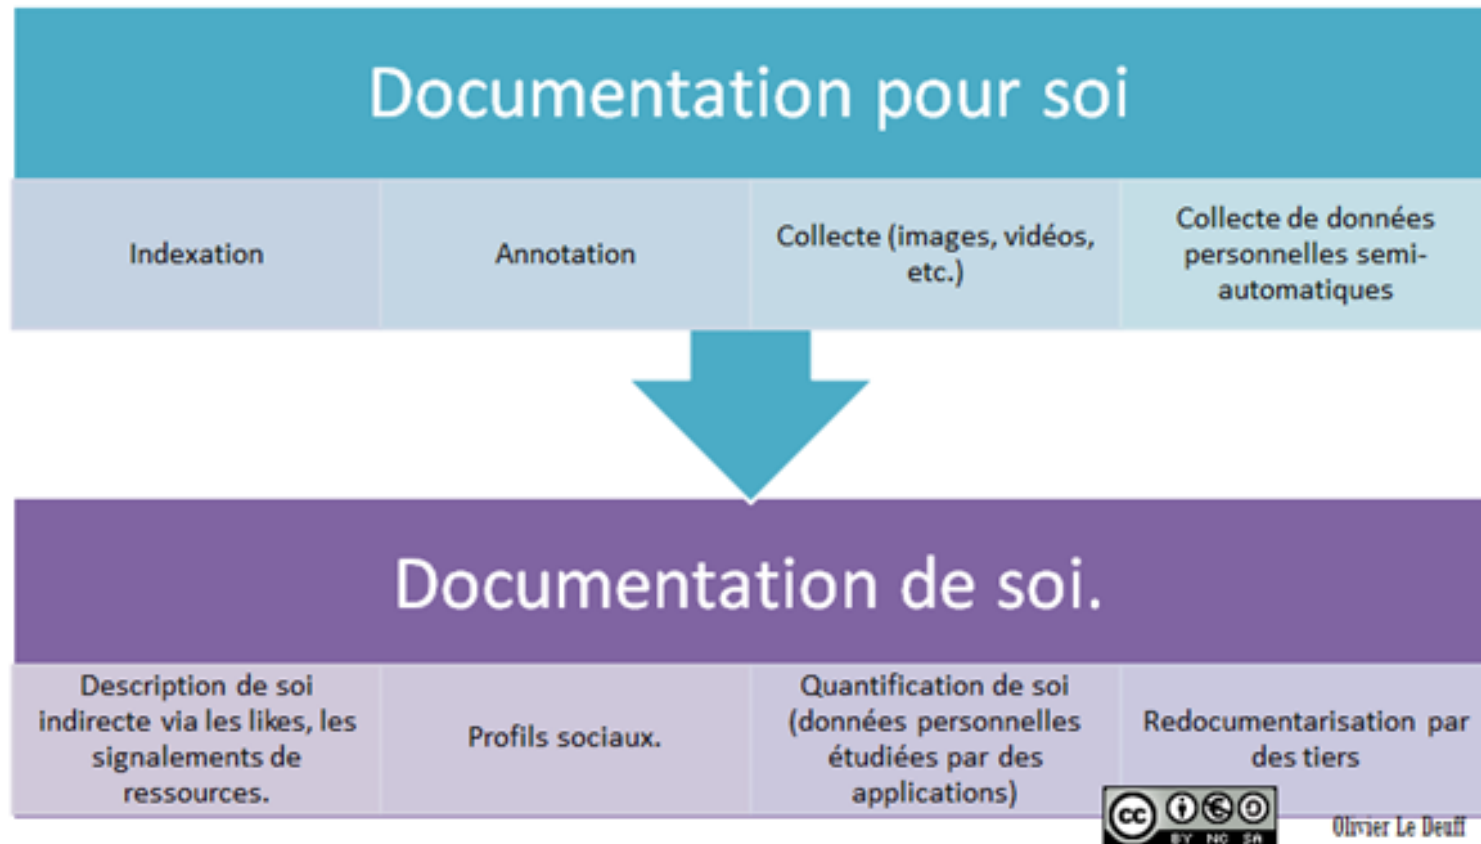 Documentation pour soi
Indexation
Annotation
Collecte (images, vidéos,
etc.)
Collecte de données
personnelles semi-
automatiques
Documentation de soi.
Description de soi
indirecte via les likes, les
signalements de
ressources.
Profils sociaux.
Quantification de soi
(données personnelles
étudiées par des
applications)
Redocumentarisation par
des tiers
cc
BY NC SA
Olivier Le Deuff